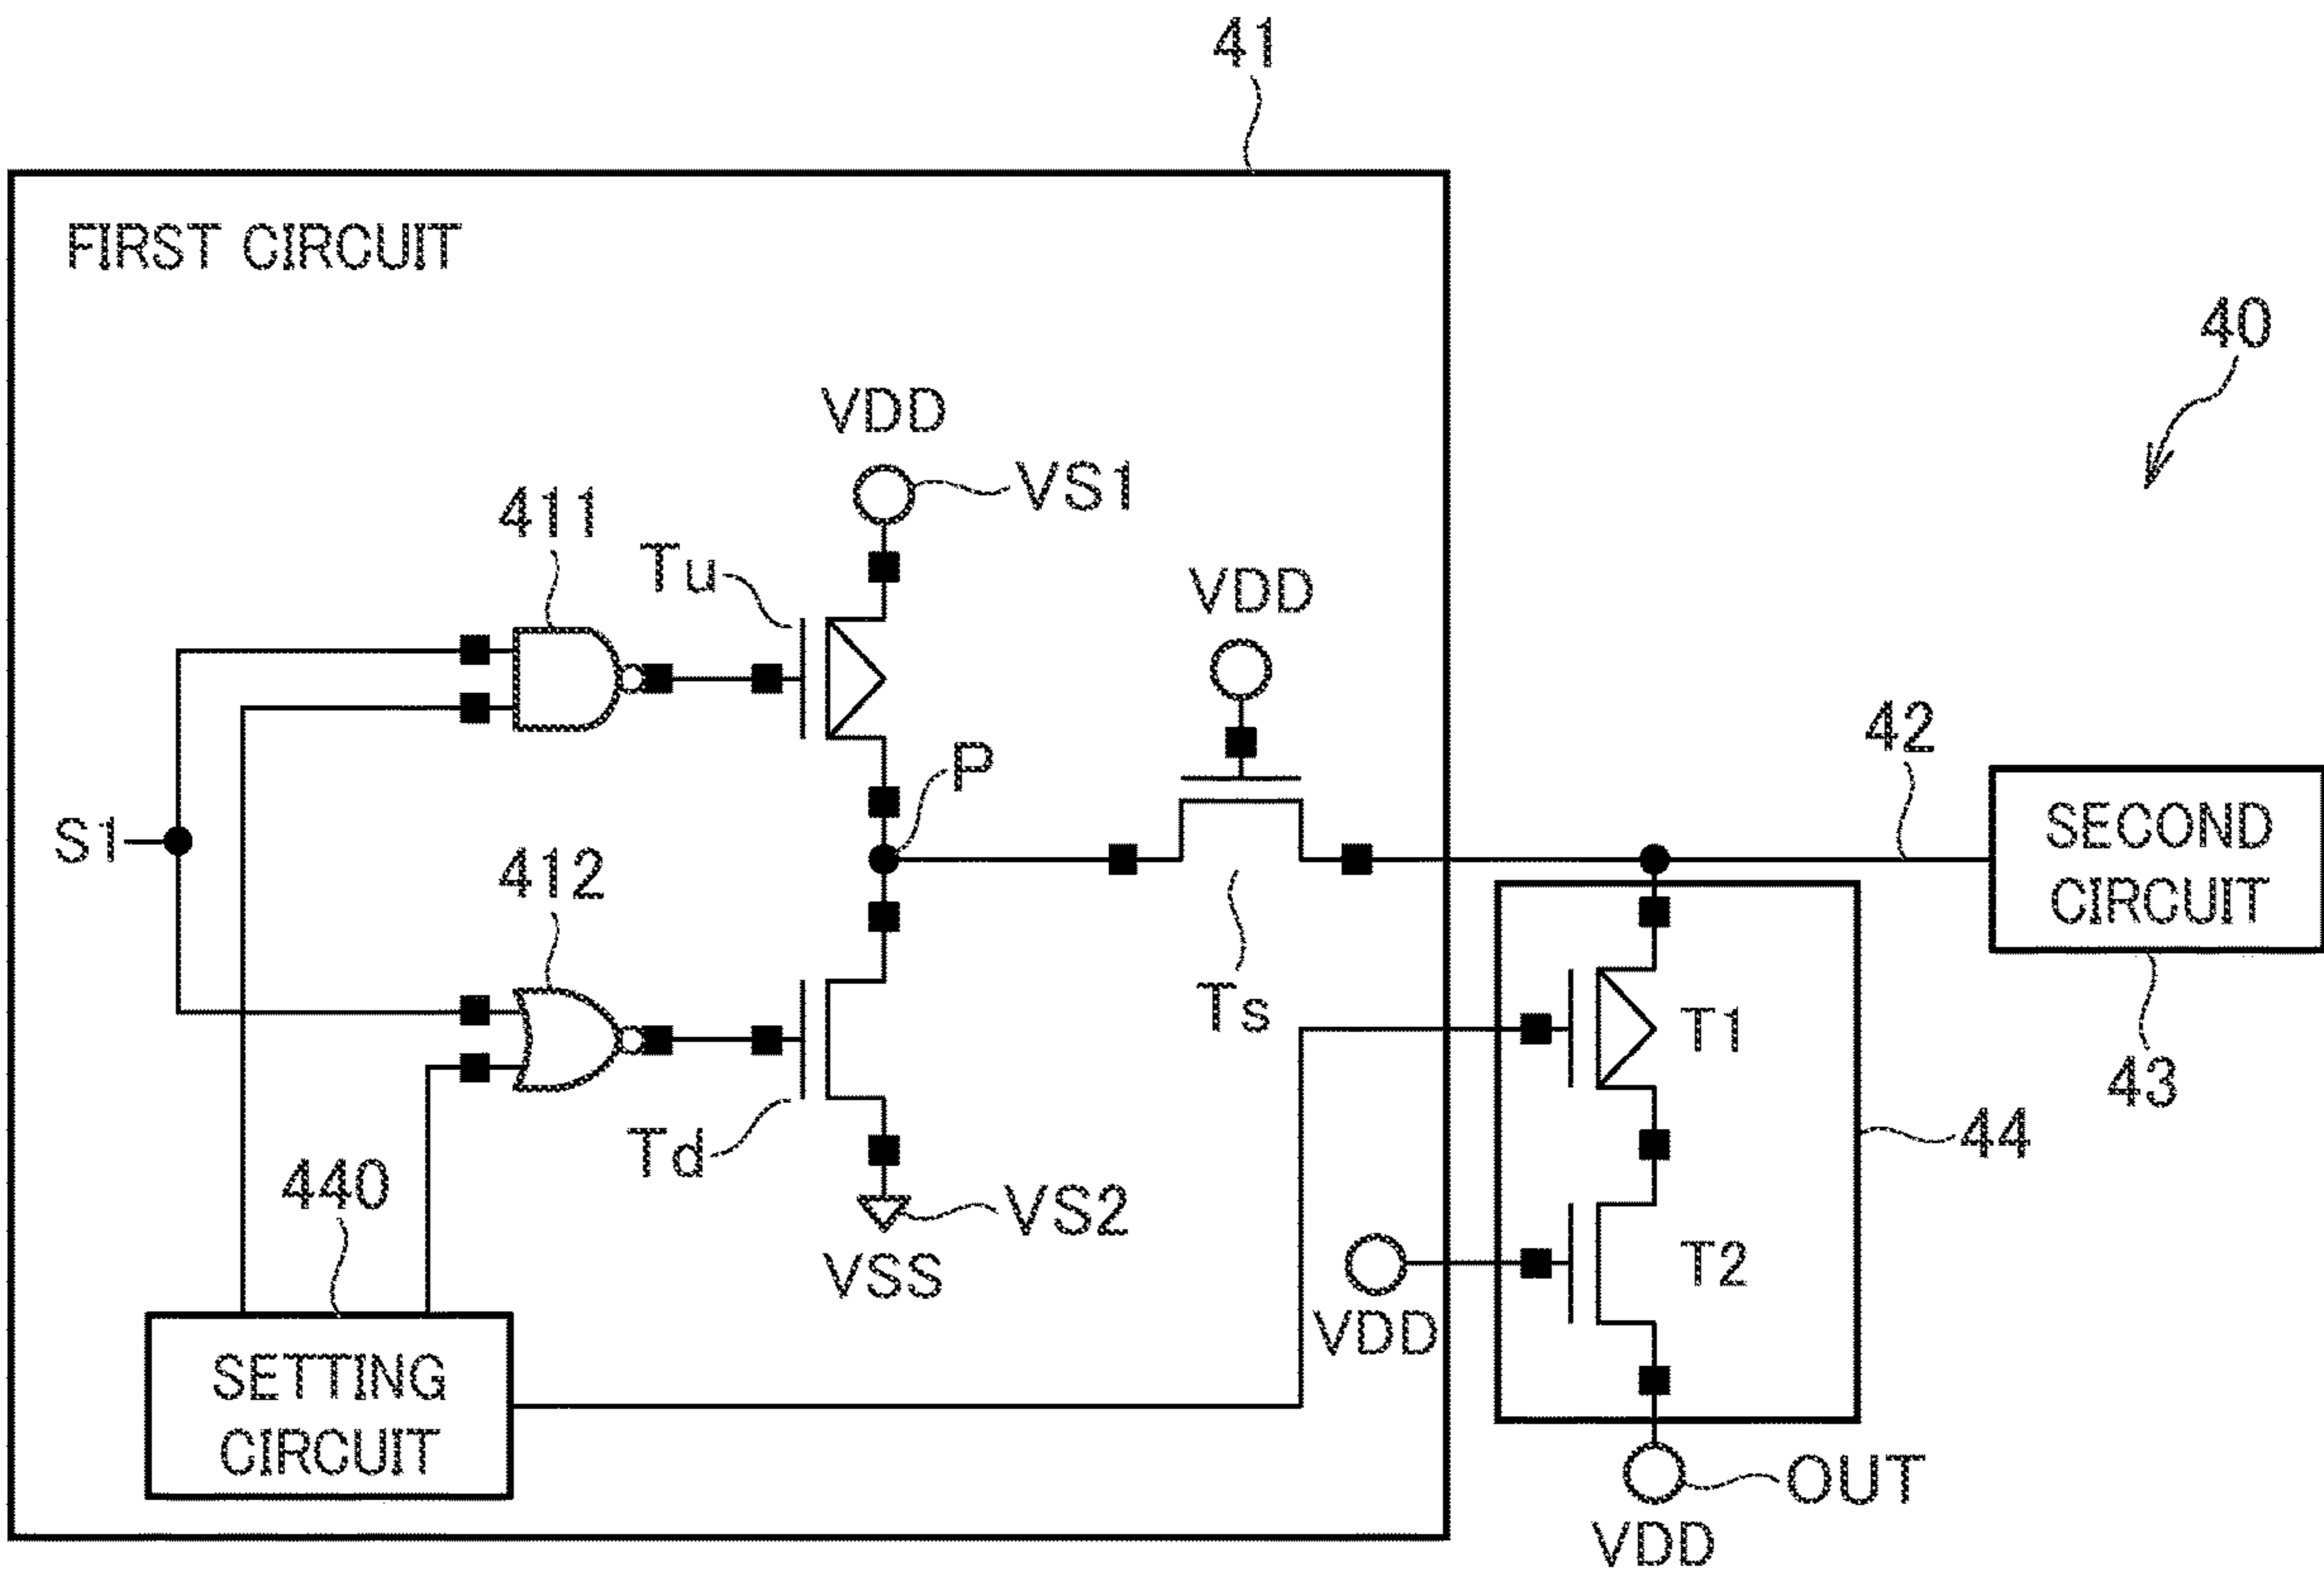 41
FIRST CIRCUIT
40
VDD
VS1
411
Tu
VDD
42
P
SECOND
CIRCUIT
S1
412
Ts
T1
43
Td
44
440
VS2
VSS
T2
VDD
SETTING
CIRCUIT
OUT
VDD